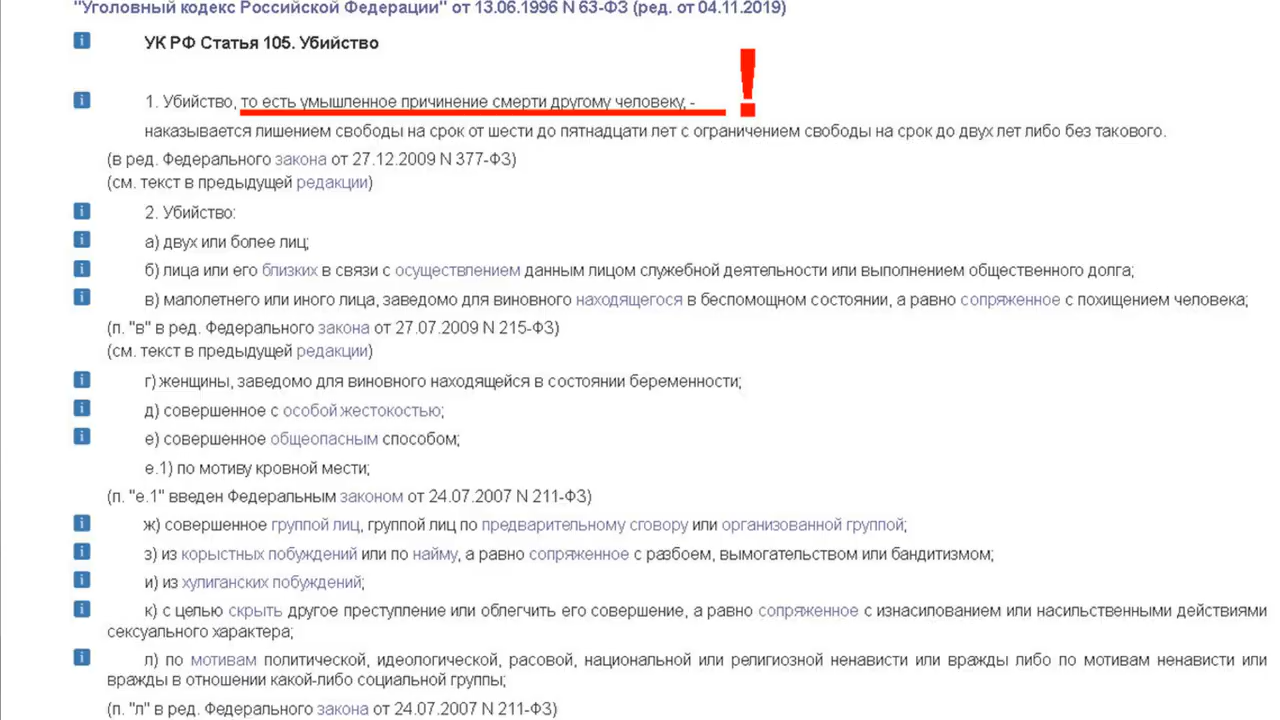 "Уголовный кодекс Российской Федерации" от 13.06.1996 N 63-ФЗ (ред. от 04.11.2019)
УК РФ Статья 105. Убийство
1. Убийство, то есть умышленное причинение смерти другому человеку, - !
наказывается лишением свободы на срок от шести до пятнадцати лет с ограничением свободы на срок до двух лет либо без такового.
(в ред. Федерального закона от 27.12.2009 N 377-ФЗ)
(см. текст в предыдущей редакции)
2. Убийство:
а) двух или более лиц;
б) лица или его близких в связи с осуществлением данным лицом служебной деятельности или выполнением общественного долга;
в) малолетнего или иного лица, заведомо для виновного находящегося в беспомощном состоянии, а равно сопряженное с похищением человека;
(п. "в" в ред. Федерального закона от 27.07.2009 N 215-ФЗ)
(см. текст в предыдущей редакции)
г) женщины, заведомо для виновного находящейся в состоянии беременности;
д) совершенное с особой жестокостью;
е) совершенное общеопасным способом;
е.1) по мотиву кровной мести;
(п. "е.1" введен Федеральным законом от 24.07.2007 N 211-ФЗ)
ж) совершенное группой лиц, группой лиц по предварительному сговору или организованной группой;
з) из корыстных побуждений или по найму, а равно сопряженное с разбоем, вымогательством или бандитизмом;
и) из хулиганских побуждений;
к) с целью скрыть другое преступление или облегчить его совершение, а равно сопряженное с изнасилованием или насильственными действиями
сексуального характера;
л) по мотивам политической, идеологической, расовой, национальной или религиозной ненависти или вражды либо по мотивам ненависти или
вражды в отношении какой-либо социальной группы;
(п. "л" в ред. Федерального закона от 24.07.2007 N 211-ФЗ)